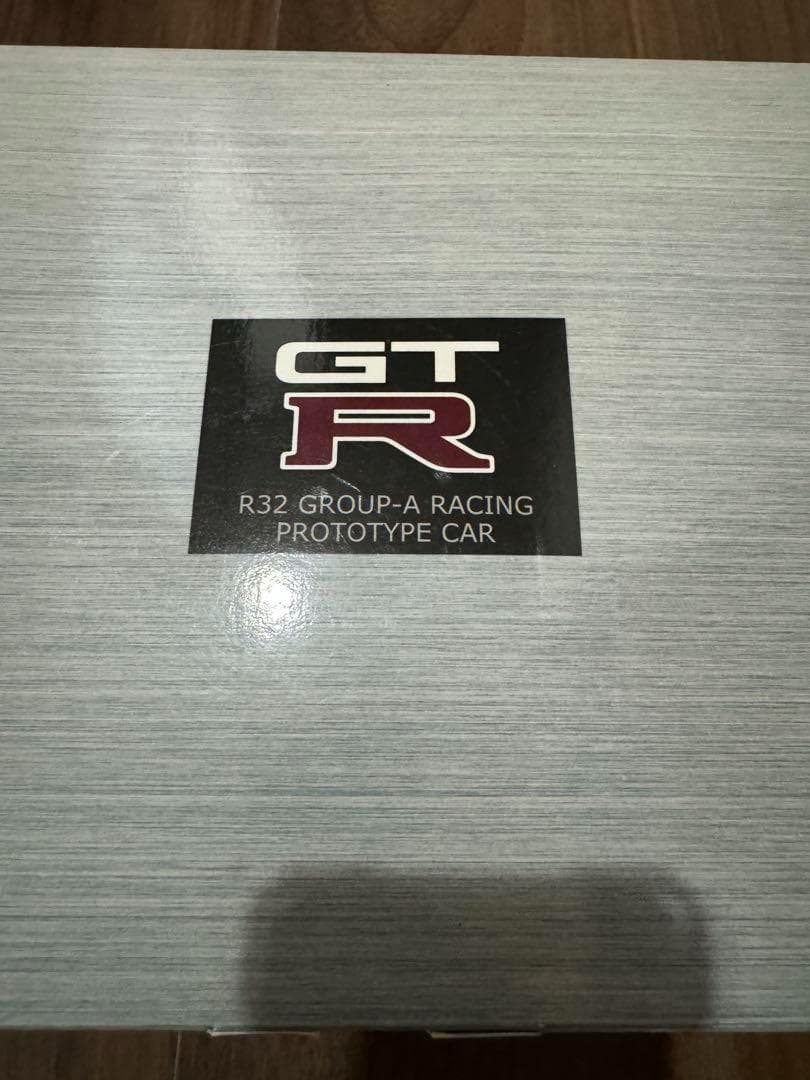 GT
R
R32 GROUP-A RACING
PROTOTYPE CAR